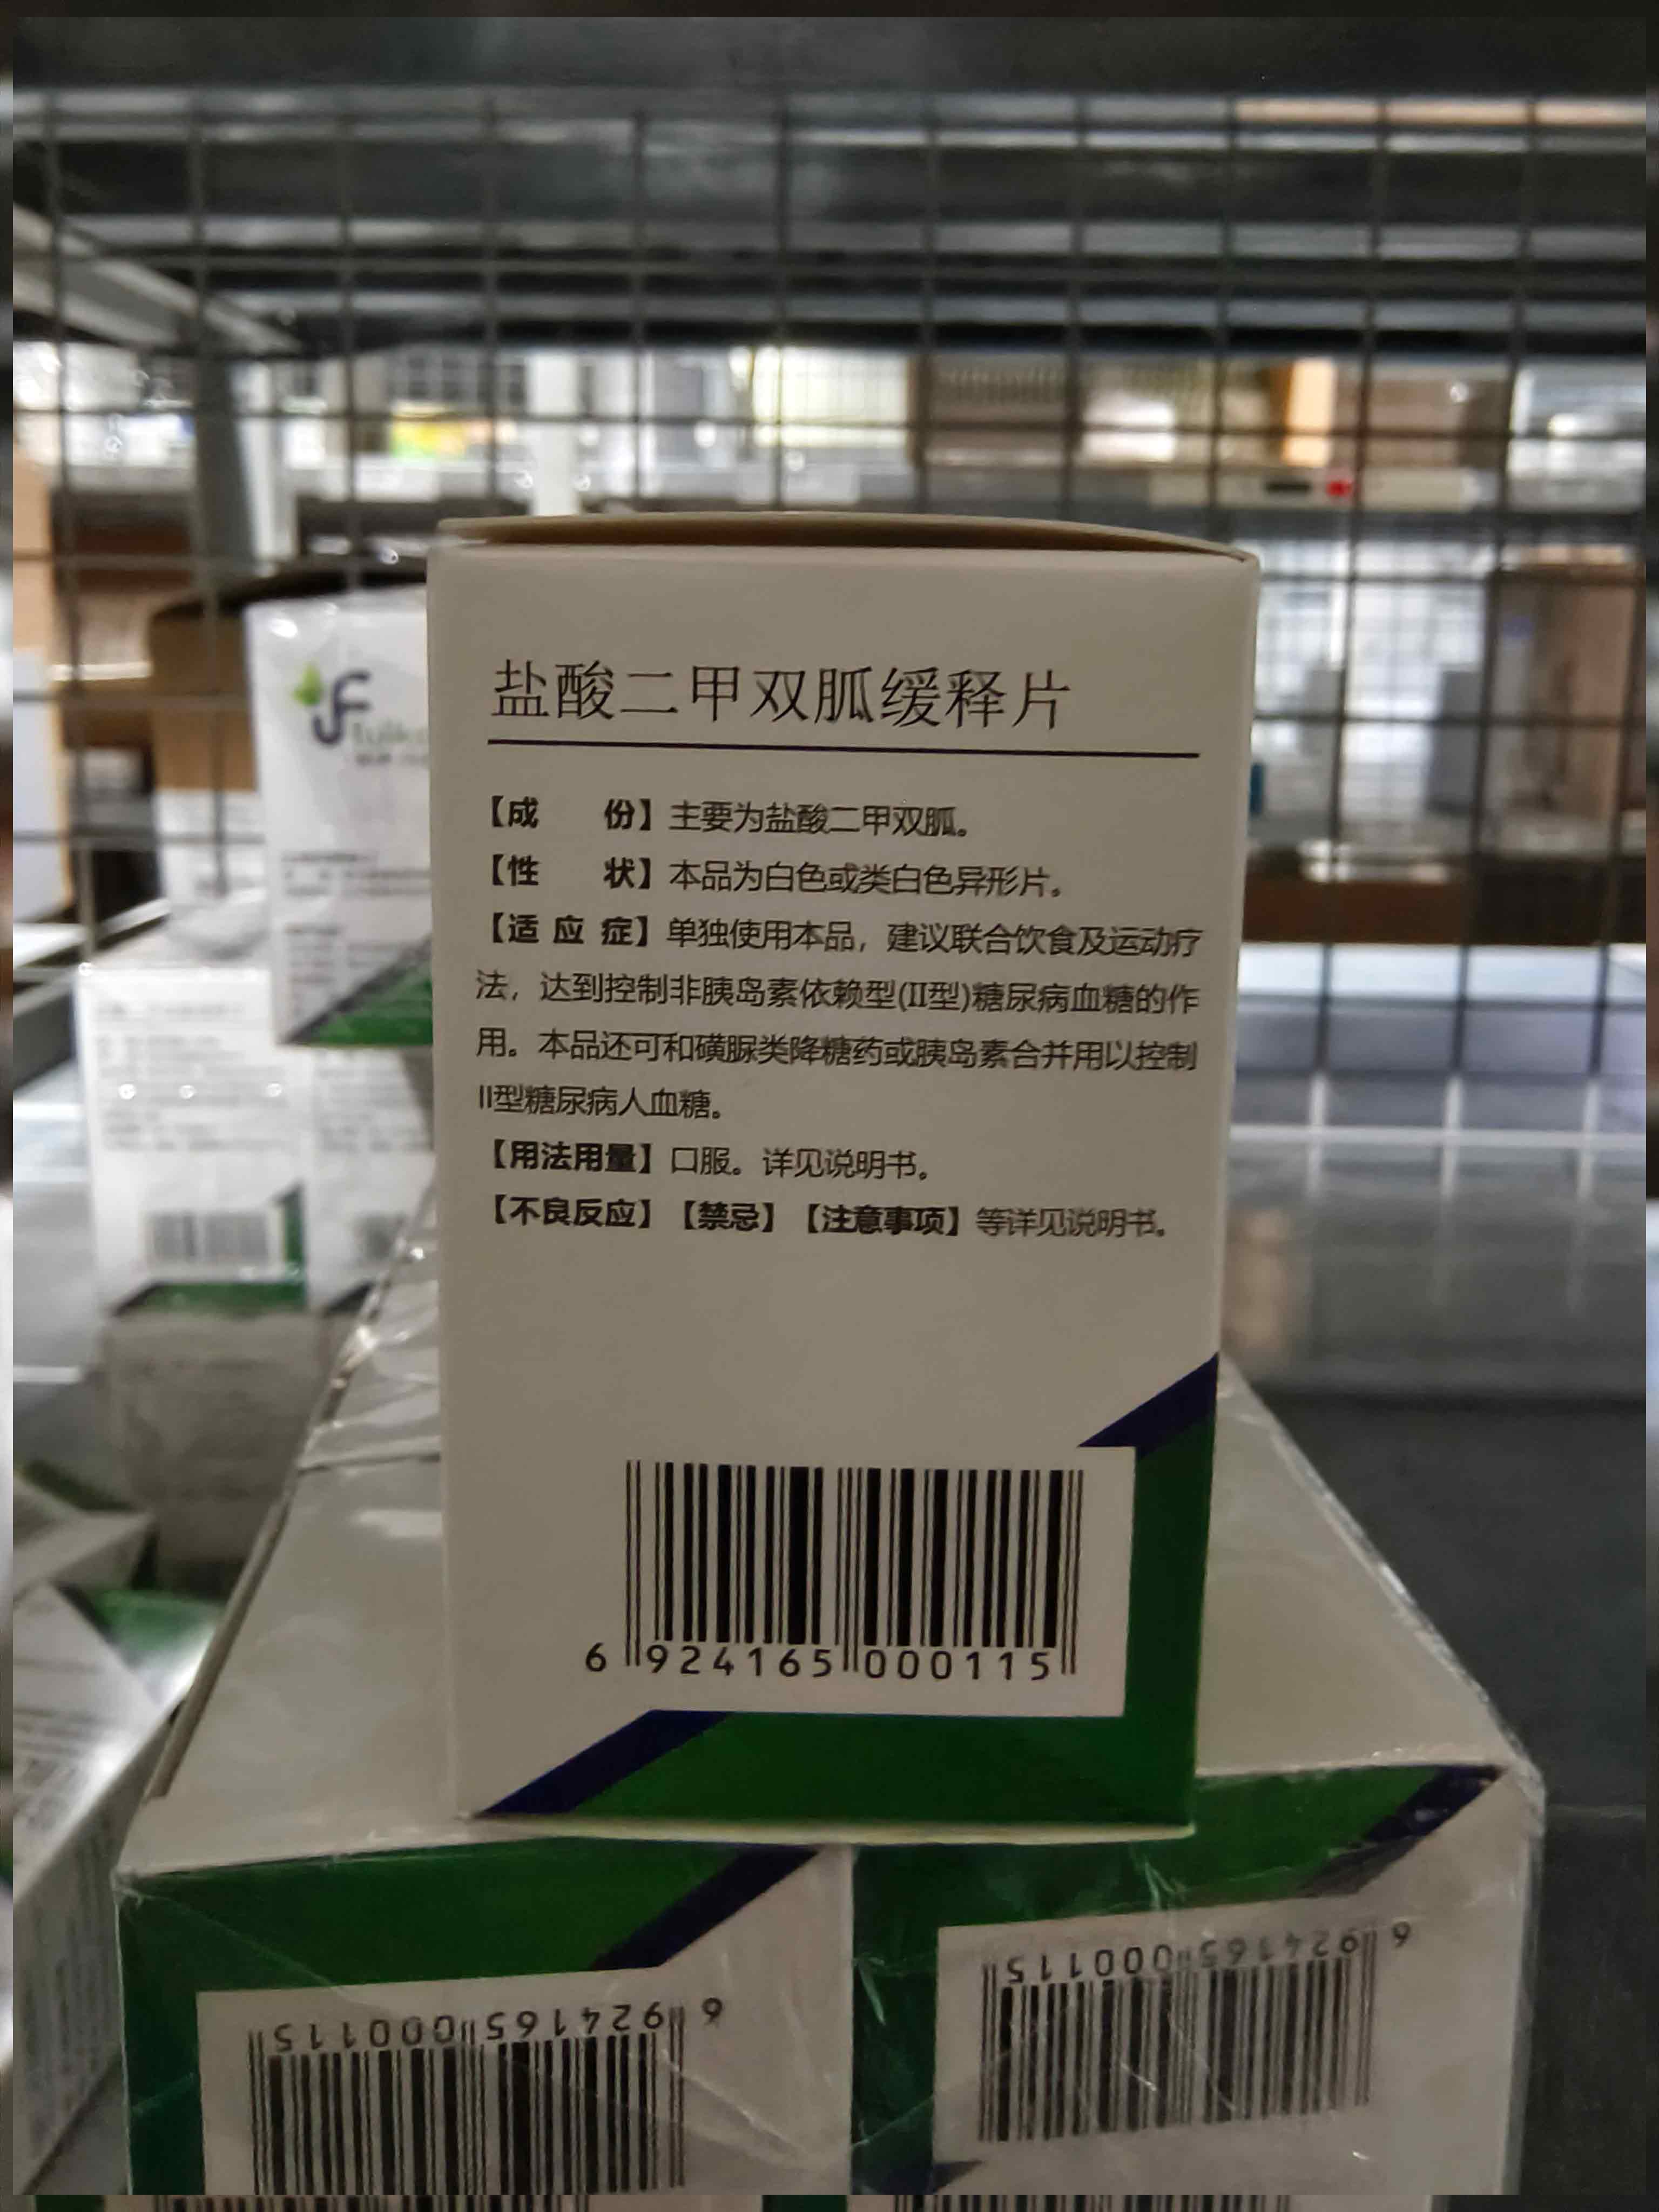 盐酸二甲双胍缓释片
【成 份】主要为盐酸二甲双胍。
【性 状】本品为白色或类白色异形片。
【适应症】单独使用本品，建议联合饮食及运动疗
法，达到控制非胰岛素依赖型(II型)糖尿病血糖的作
用。本品还可和磺脲类降糖药或胰岛素合并用以控制
II型糖尿病人血糖。
【用法用量】口服。详见说明书。
【不良反应】【禁忌】【注意事项】等详见说明书。
6 924165 000115
6 924165 000115
6 924165 000115
JF